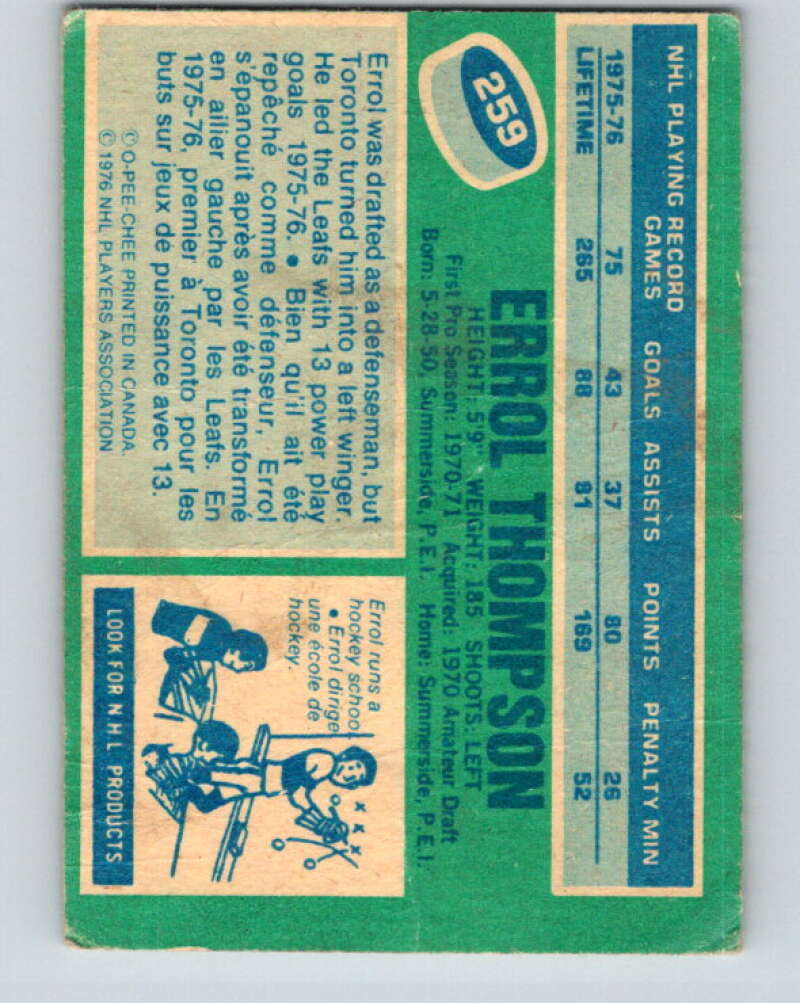 259
NHL PLAYING RECORD
GAMES GOALS ASSISTS POINTS PENALTY MIN
1975-76 75 43 37 80 26
LIFETIME 265 88 81 169 52
ERROL THOMPSON
HEIGHT: 5'9" WEIGHT: 185 SHOOTS: LEFT
First Pro Season: 1970-71 Acquired: 1970 Amateur Draft
Born: 5-28-50, Summerside, P.E.I. Home: Summerside, P.E.I.
Errol was drafted as a defenseman, but
Toronto turned him into a left winger.
He led the Leafs with 13 power play
goals 1975-76. • Bien qu'il ait été
repêché comme défenseur, Errol
s'épanouit après avoir été transformé
en ailier gauche par les Leafs. En
1975-76, premier à Toronto pour les
buts sur jeux de puissance avec 13.
© O-PEE-CHEE PRINTED IN CANADA.
© 1976 NHL PLAYERS ASSOCIATION
Errol runs a
hockey school
• Errol dirige
une école de
hockey.
x x x
O O O
LOOK FOR NHL PRODUCTS